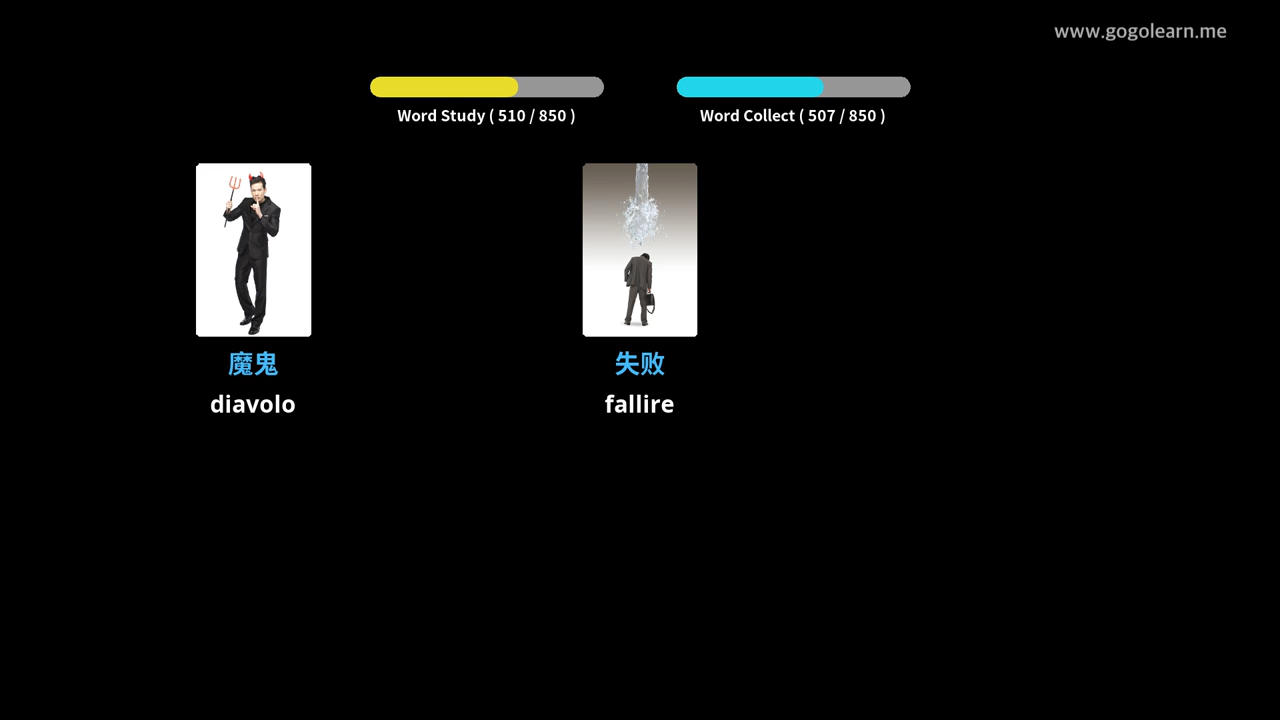 www.gogolearn.me
Word Study ( 510 / 850 )
Word Collect ( 507 / 850 )
魔鬼
失败
diavolo
fallire